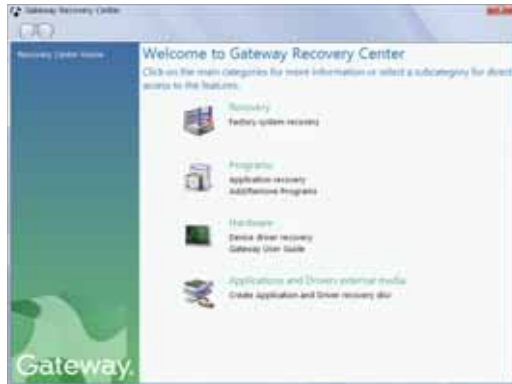 Gateway Recovery Center
Recovery Center Home
Welcome to Gateway Recovery Center
Click on the main categories for more information or select a subcategory for direct
access to the features.
Recovery
Factory system recovery
Programs
Application recovery
Add/Remove Programs
Hardware
Device driver recovery
Gateway User Guide
Applications and Drivers external media
Create Application and Driver recovery disc
Gateway.